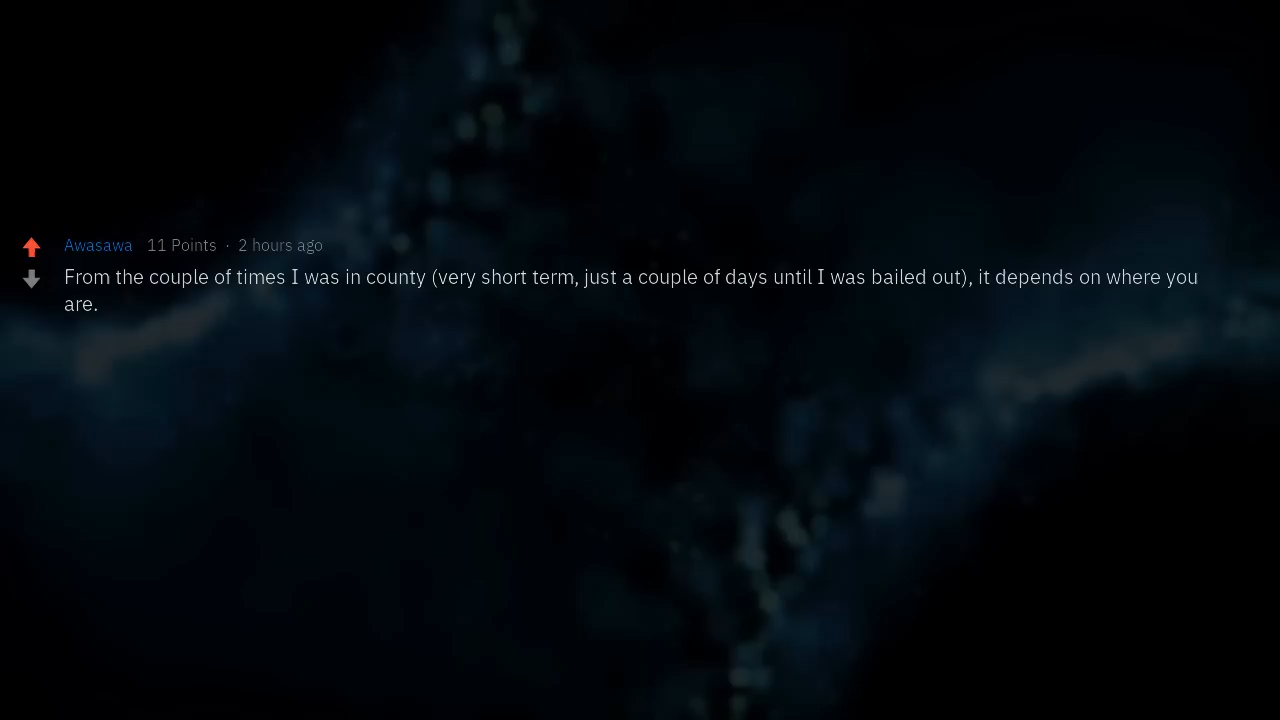 Awasawa 11 Points · 2 hours ago
From the couple of times I was in county (very short term, just a couple of days until I was bailed out), it depends on where you
are.